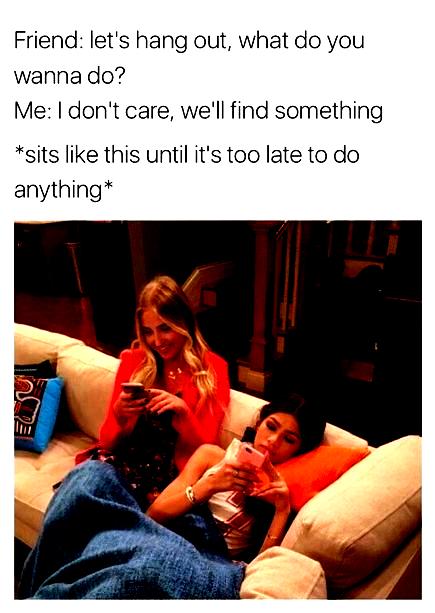 Friend: let's hang out, what do you
wanna do?
Me: I don't care, we'll find something
*sits like this until it's too late to do
anything*